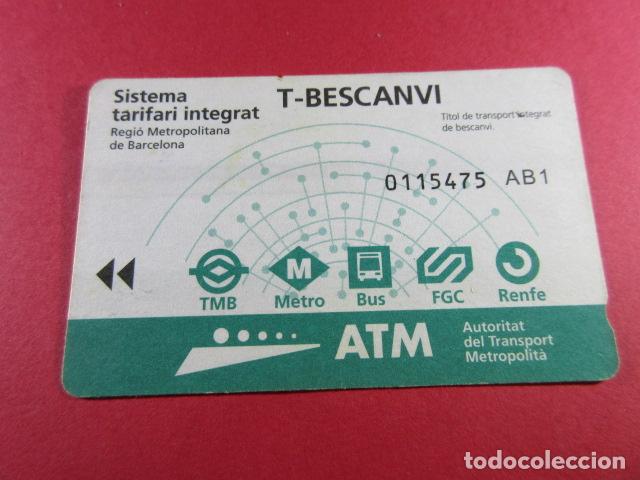 Sistema
tarifari integrat
Regió Metropolitana
de Barcelona
T-BESCANVI
Títol de transport integrat
de bescanvi.
0115475 AB1
TMB
M
Metro
Bus
FGC
Renfe
ATM
Autoritat
del Transport
Metropolità
todocoleccion